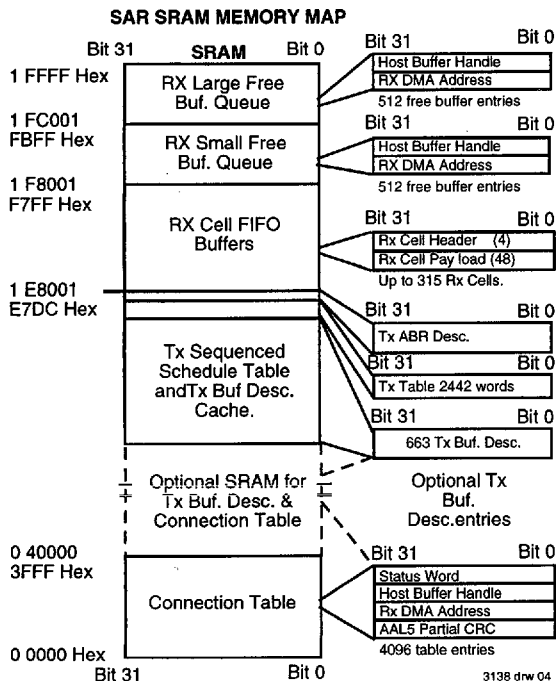 SAR SRAM MEMORY MAP
Bit 31 SRAM Bit 0
1 FFFF Hex
RX Large Free
Buf. Queue
Bit 31 Bit 0
Host Buffer Handle
RX DMA Address
512 free buffer entries
1 FC001
FBFF Hex
RX Small Free
Buf. Queue
Bit 31 Bit 0
Host Buffer Handle
RX DMA Address
512 free buffer entries
1 F8001
F7FF Hex
RX Cell FIFO
Buffers
Bit 31 Bit 0
Rx Cell Header (4)
Rx Cell Pay load (48)
Up to 315 Rx Cells.
1 E8001
E7DC Hex
Bit 31 Bit 0
Tx ABR Desc.
Bit 31 Bit 0
Tx Table 2442 words
Tx Sequenced
Schedule Table
andTx Buf Desc.
Cache.
Bit 31 Bit 0
663 Tx Buf. Desc.
Optional SRAM for
Tx Buf. Desc. &
Connection Table
Optional Tx
Buf.
Desc.entries
0 40000
3FFF Hex
Connection Table
Bit 31 Bit 0
Status Word
Host Buffer Handle
Rx DMA Address
AAL5 Partial CRC
4096 table entries
0 0000 Hex
Bit 31 Bit 0
3138 drw 04